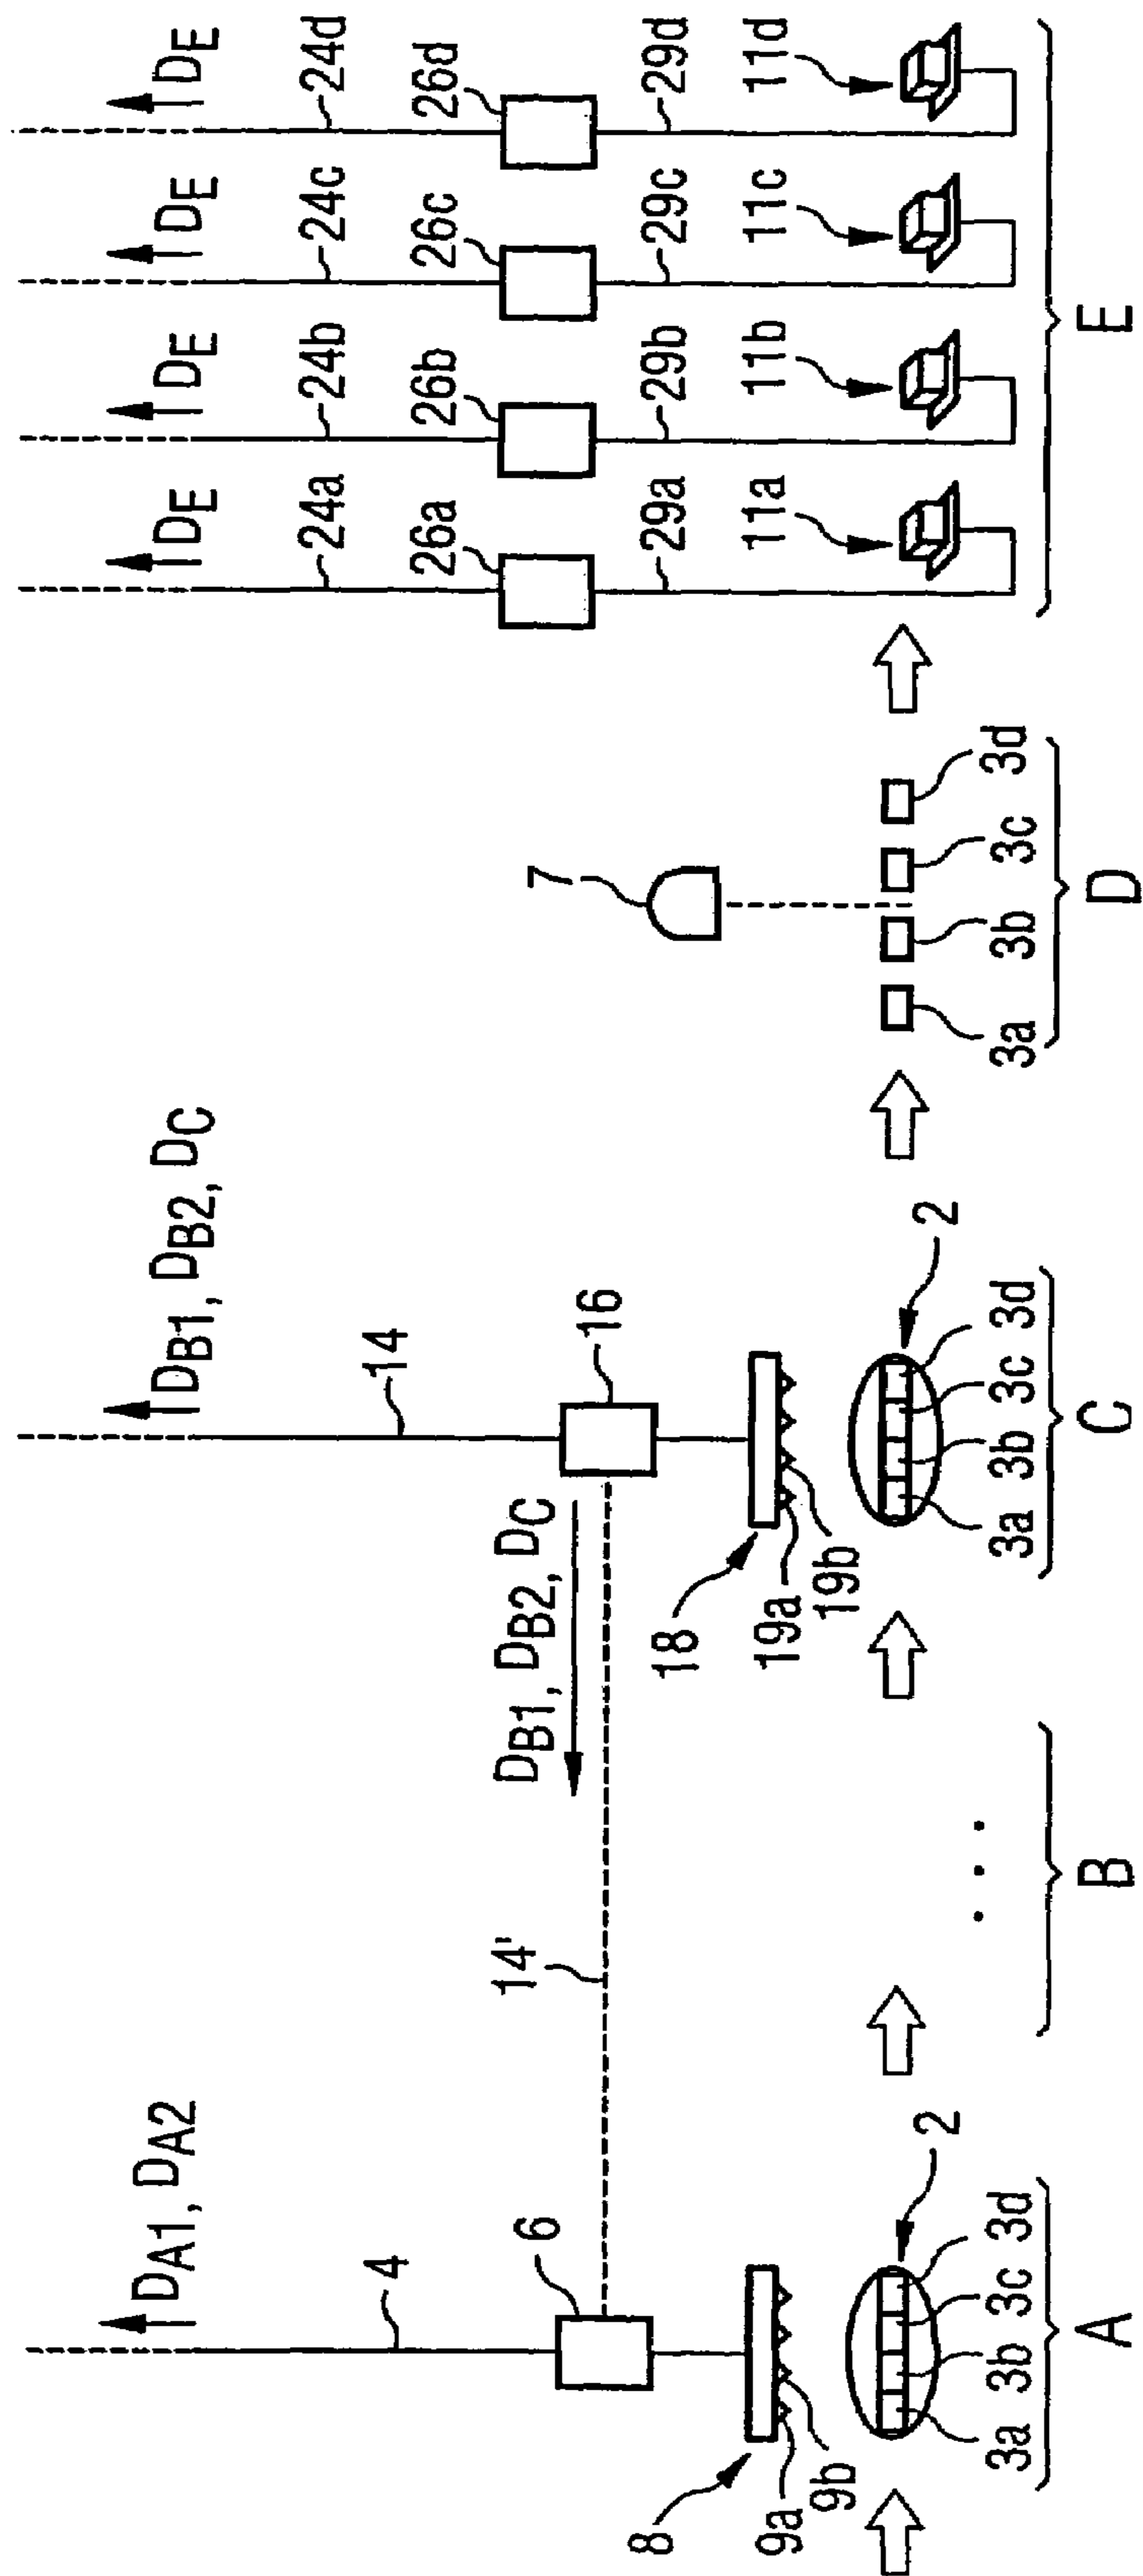 D_A1, D_A2
4
6
8
9a
9b
2
3a 3b 3c 3d
A
14'
D_B1, D_B2, D_C
B
D_B1, D_B2, D_C
14
16
18
19a
19b
2
3a 3b 3c 3d
C
7
3a 3b 3c 3d
D
D_E D_E D_E D_E
24a 24b 24c 24d
26a 26b 26c 26d
29a 29b 29c 29d
11a 11b 11c 11d
E